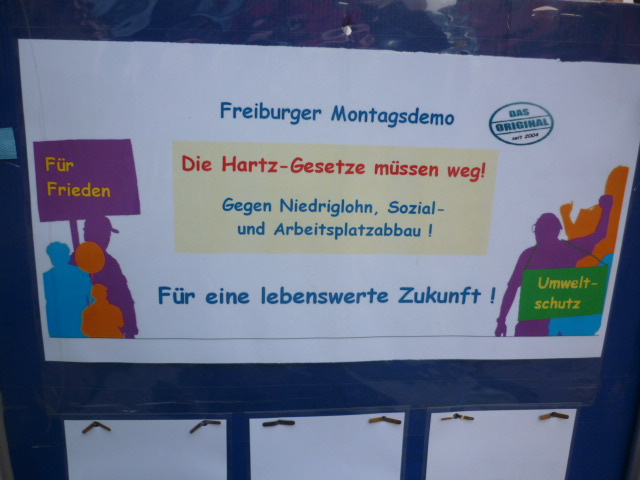 Freiburger Montagsdemo
DAS
ORIGINAL
seit 2004
Für
Frieden
Die Hartz-Gesetze müssen weg!
Gegen Niedriglohn, Sozial-
und Arbeitsplatzabbau !
Für eine lebenswerte Zukunft !
Umwelt-
schutz